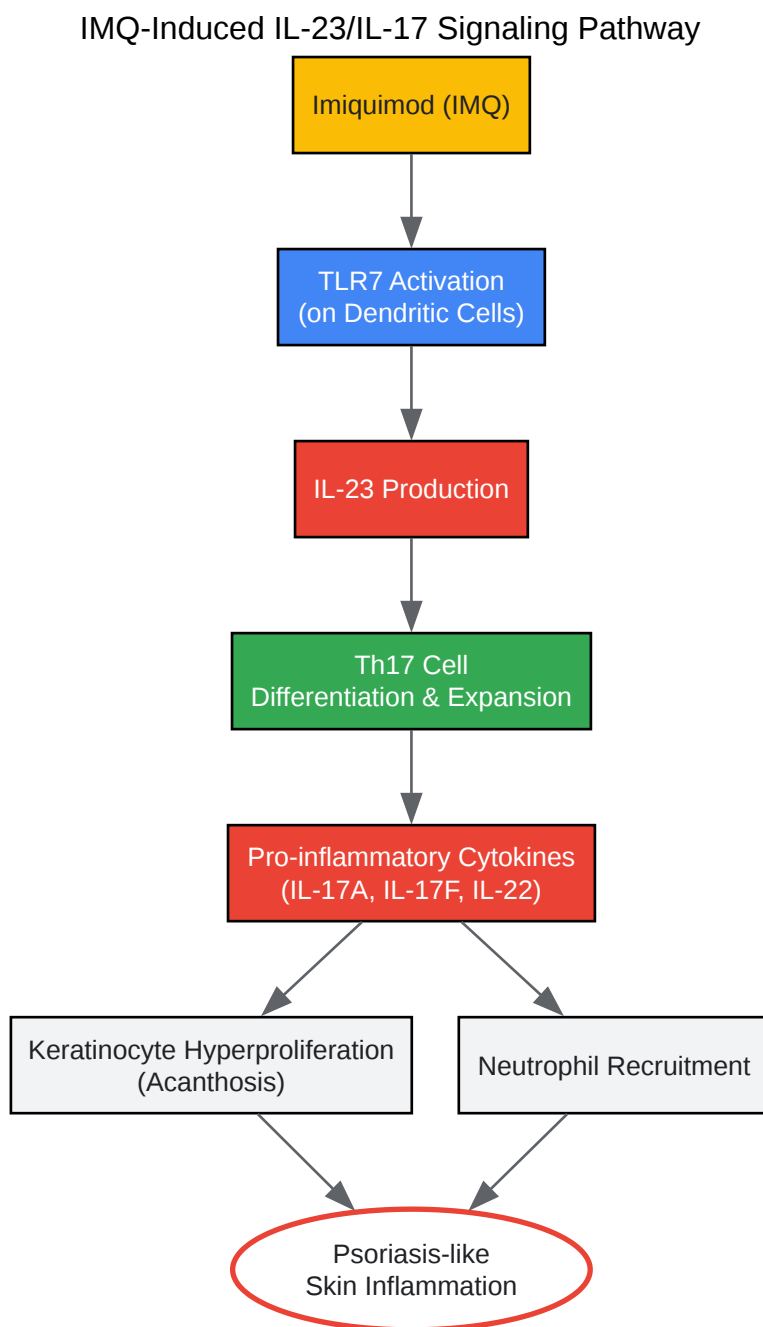 IMQ-Induced IL-23/IL-17 Signaling Pathway
Imiquimod (IMQ)
TLR7 Activation
(on Dendritic Cells)
IL-23 Production
Th17 Cell
Differentiation & Expansion
Pro-inflammatory Cytokines
(IL-17A, IL-17F, IL-22)
Keratinocyte Hyperproliferation
(Acanthosis)
Neutrophil Recruitment
Psoriasis-like
Skin Inflammation